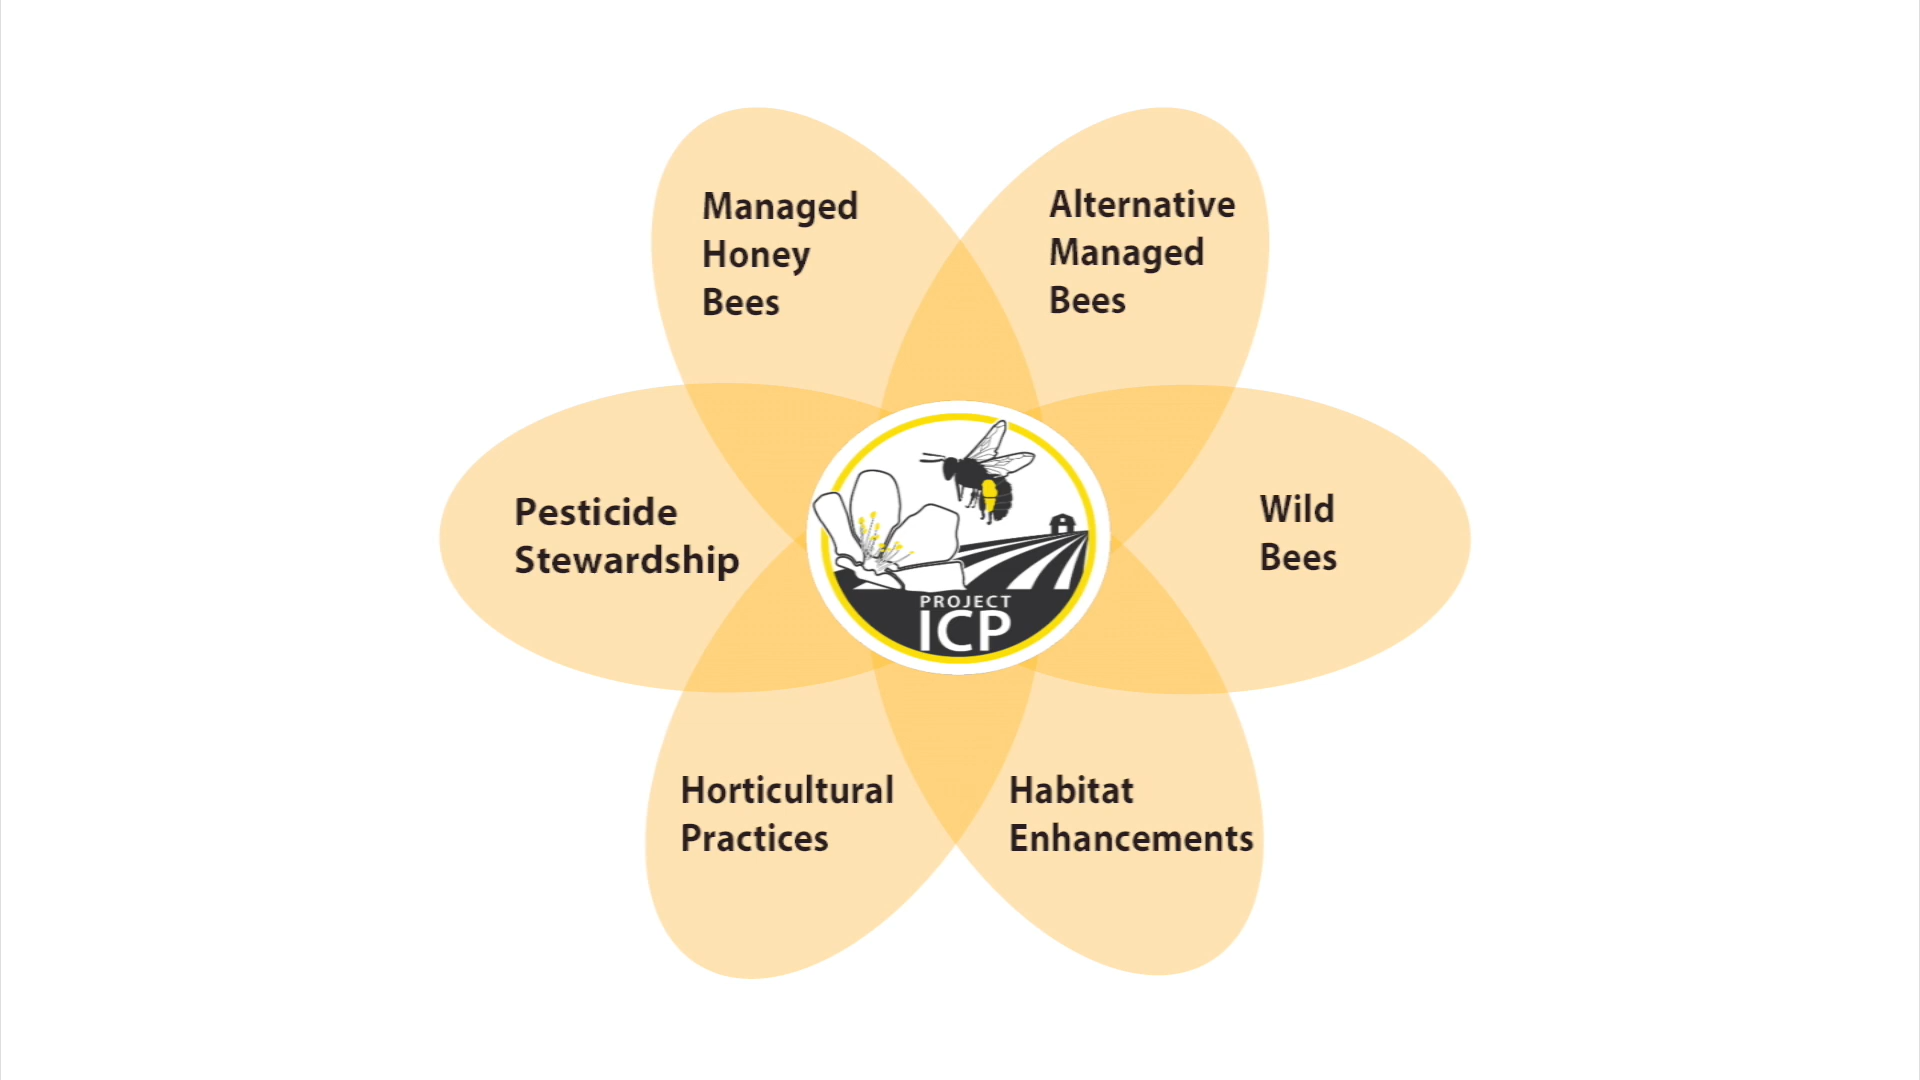 Managed
Honey
Bees
Alternative
Managed
Bees
Pesticide
Stewardship
Wild
Bees
PROJECT
ICP
Horticultural
Practices
Habitat
Enhancements